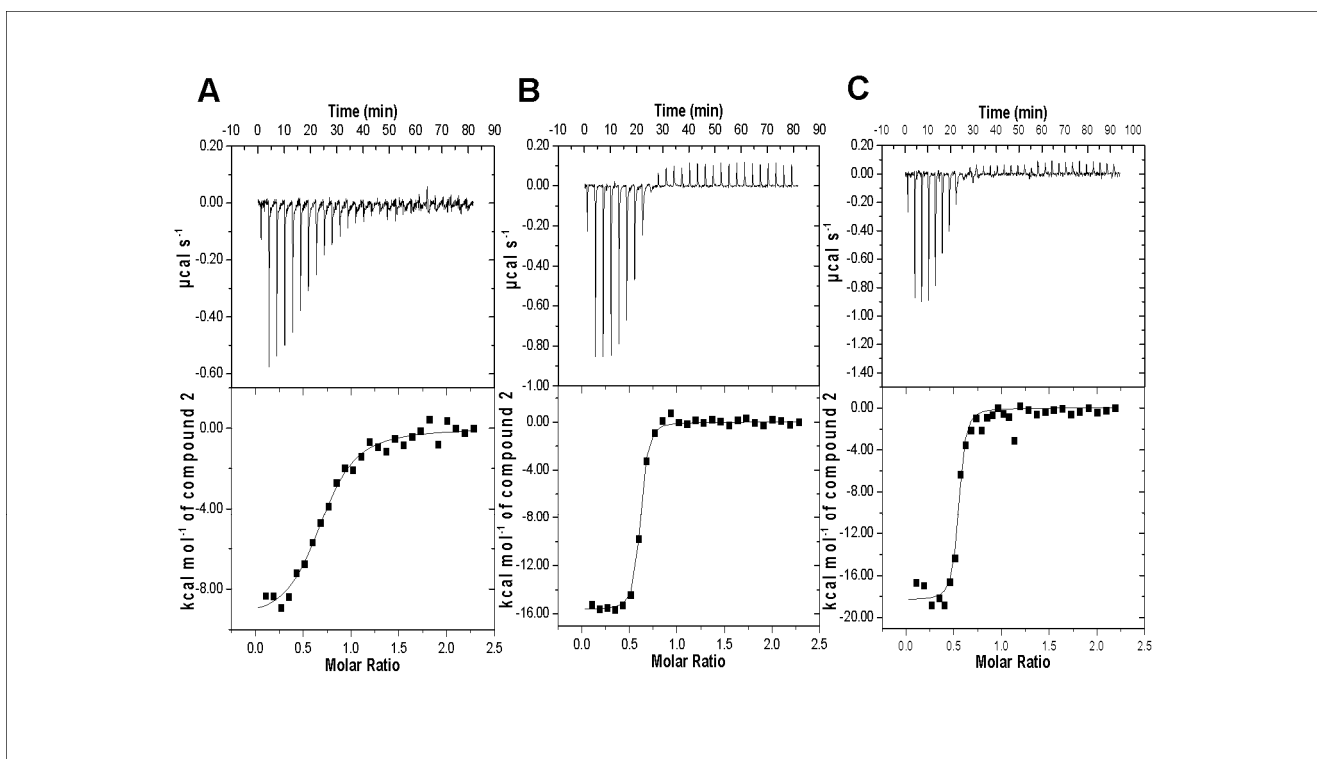 A
Time (min)
-10 0 10 20 30 40 50 60 70 80 90
0.20
0.00
-0.20
-0.40
-0.60
µcal s-1
0.00
-4.00
-8.00
kcal mol-1 of compound 2
0.0 0.5 1.0 1.5 2.0 2.5
Molar Ratio
B
Time (min)
-10 0 10 20 30 40 50 60 70 80 90
0.20
0.00
-0.20
-0.40
-0.60
-0.80
-1.00
µcal s-1
0.00
-4.00
-8.00
-12.00
-16.00
kcal mol-1 of compound 2
0.0 0.5 1.0 1.5 2.0 2.5
Molar Ratio
C
Time (min)
-10 0 10 20 30 40 50 60 70 80 90 100
0.20
0.00
-0.20
-0.40
-0.60
-0.80
-1.00
-1.20
-1.40
µcal s-1
0.00
-4.00
-8.00
-12.00
-16.00
-20.00
kcal mol-1 of compound 2
0.0 0.5 1.0 1.5 2.0 2.5
Molar Ratio